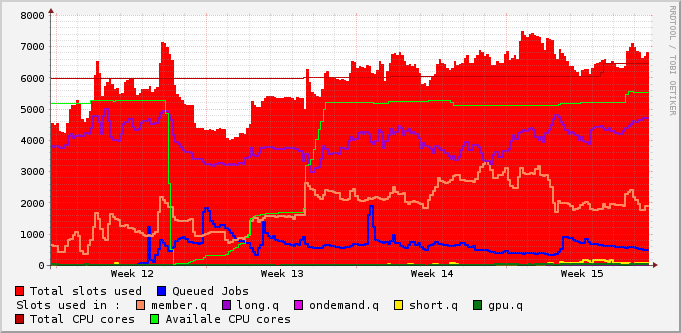 8000
7000
6000
5000
4000
3000
2000
1000
0
Week 12 Week 13 Week 14 Week 15
RRDTOOL / TOBI OETIKER
Total slots used Queued Jobs
Slots used in : member.q long.q ondemand.q short.q gpu.q
Total CPU cores Availale CPU cores